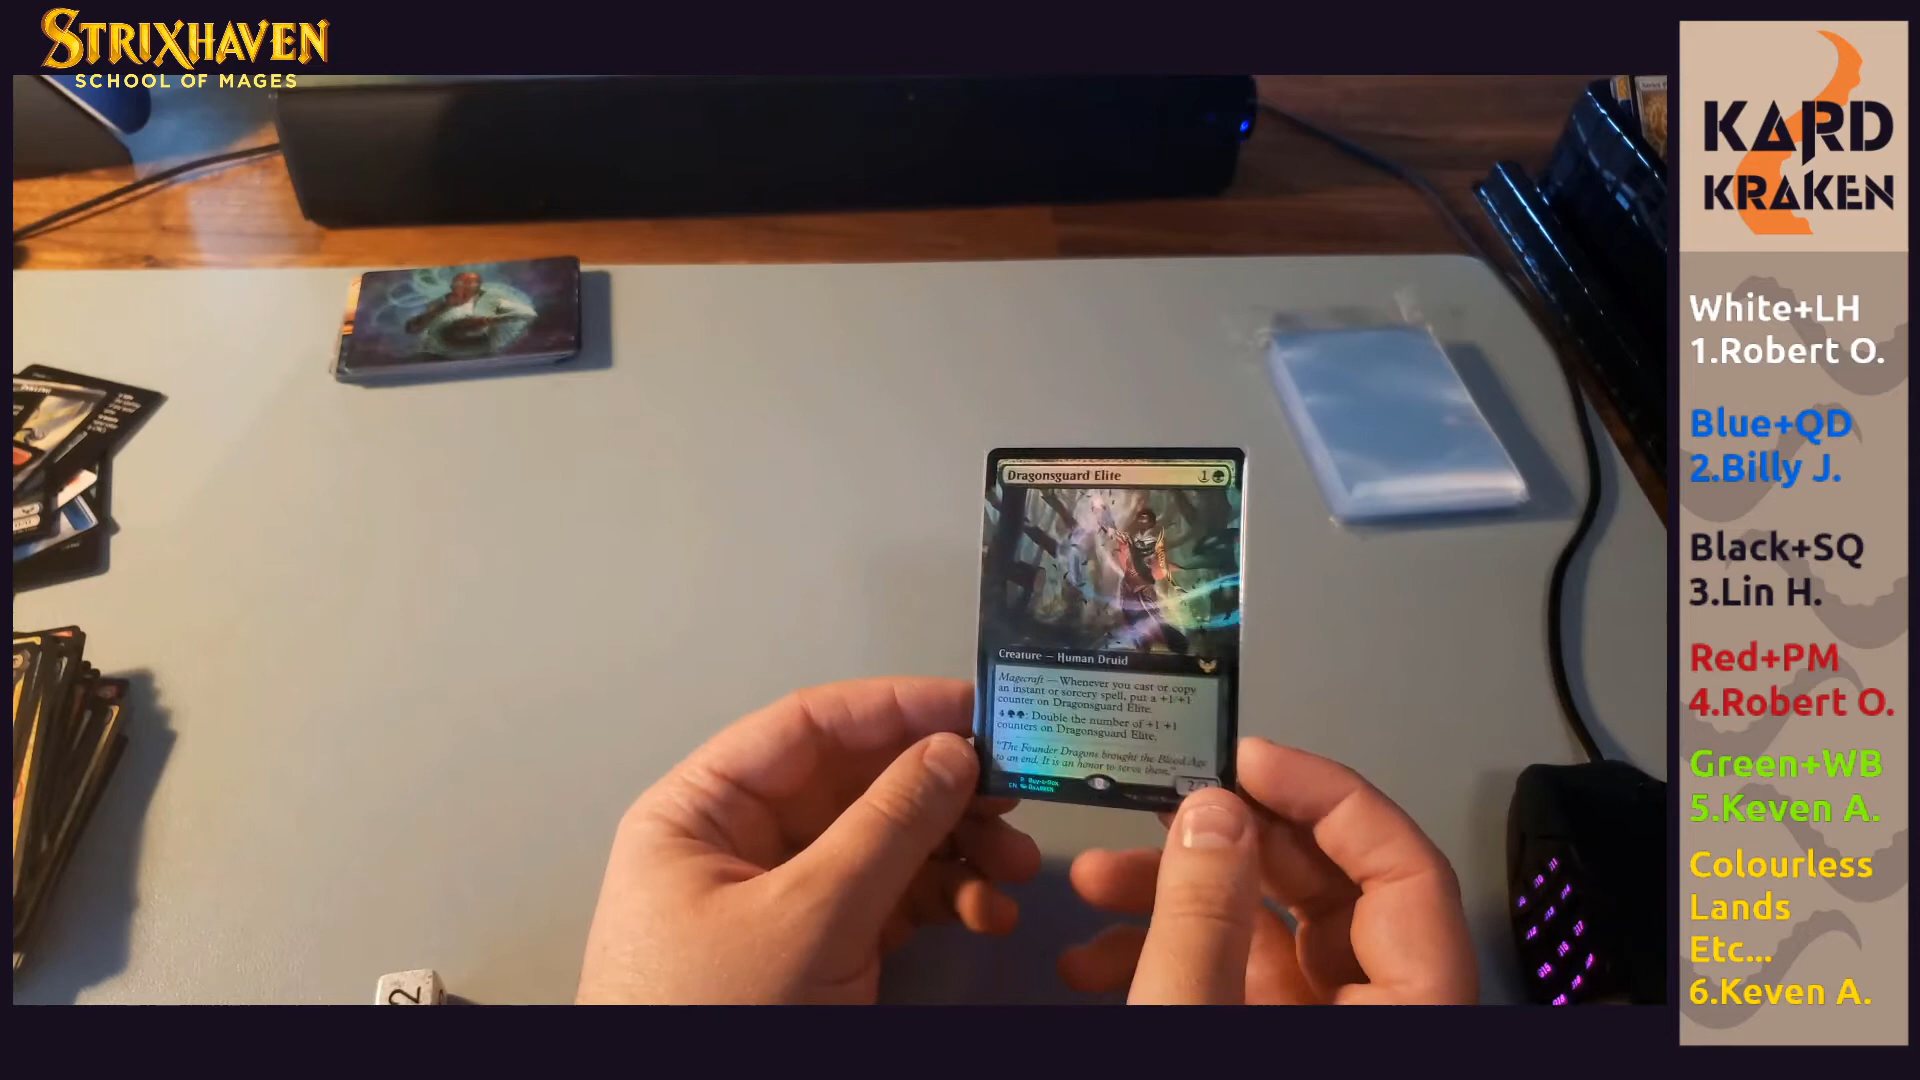 STRIXHAVEN
SCHOOL OF MAGES
Dragonsguard Elite 1
Creature — Human Druid
Magecraft — Whenever you cast or copy
an instant or sorcery spell, put a +1/+1
counter on Dragonsguard Elite.
4: Double the number of +1/+1
counters on Dragonsguard Elite.
"The Founder Dragons brought the Blood Age
to an end. It is an honor to serve them."
2
KARD
KRAKEN
White+LH
1.Robert O.
Blue+QD
2.Billy J.
Black+SQ
3.Lin H.
Red+PM
4.Robert O.
Green+WB
5.Keven A.
Colourless
Lands
Etc...
6.Keven A.